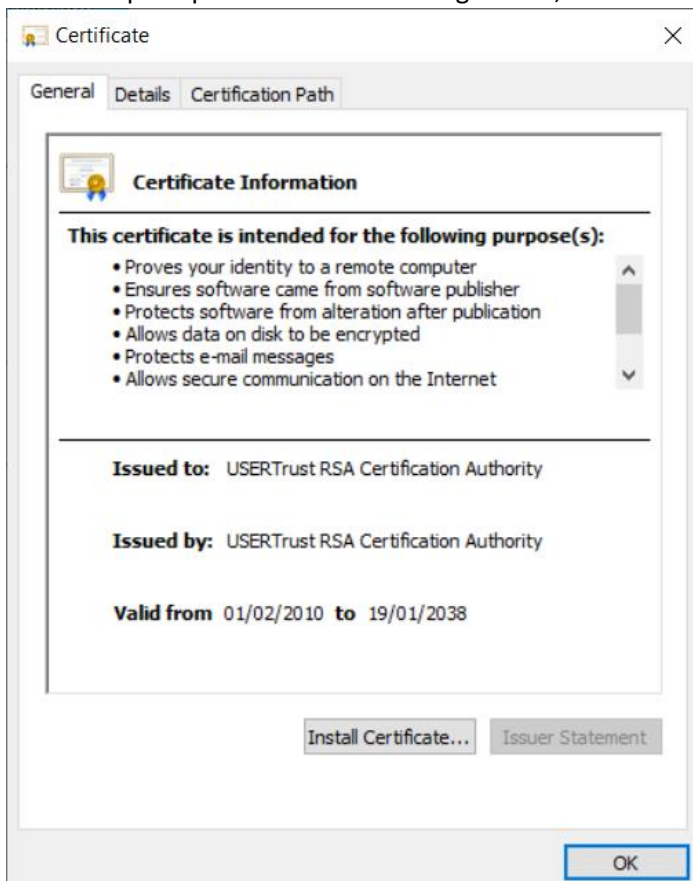 Certificate
General Details Certification Path
Certificate Information
This certificate is intended for the following purpose(s):
• Proves your identity to a remote computer
• Ensures software came from software publisher
• Protects software from alteration after publication
• Allows data on disk to be encrypted
• Protects e-mail messages
• Allows secure communication on the Internet
Issued to: USERTrust RSA Certification Authority
Issued by: USERTrust RSA Certification Authority
Valid from 01/02/2010 to 19/01/2038
Install Certificate... Issuer Statement
OK